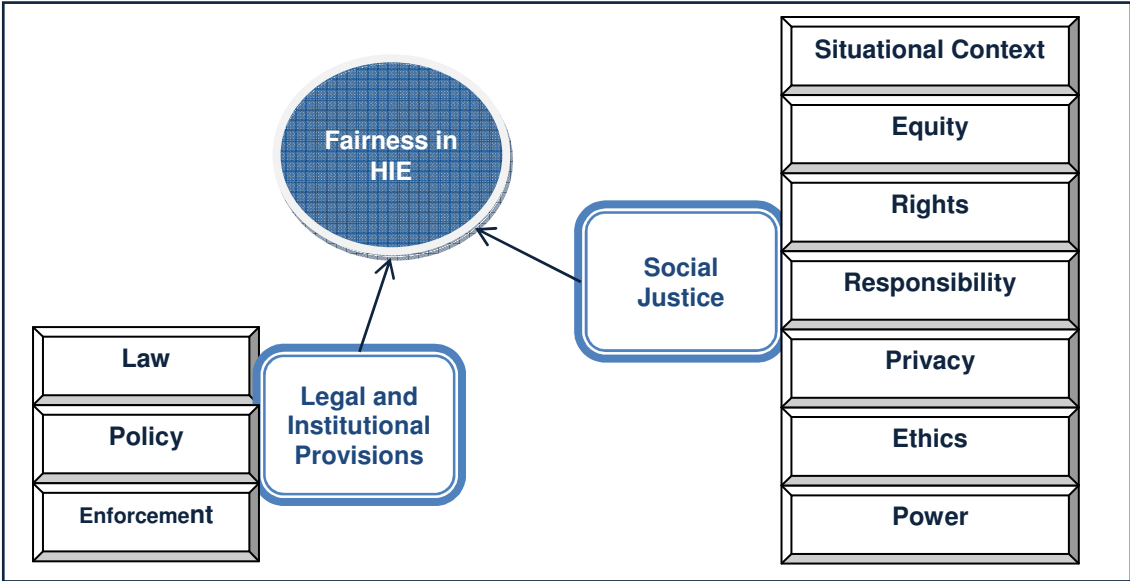 Fairness in
HIE
Situational Context
Equity
Rights
Responsibility
Privacy
Ethics
Power
Social
Justice
Law
Policy
Enforcement
Legal and
Institutional
Provisions